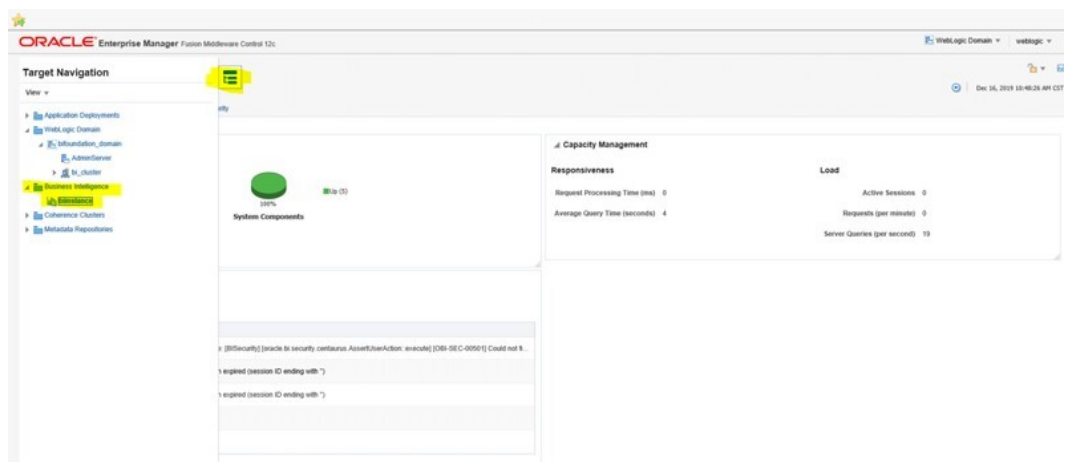 ORACLE Enterprise Manager Fusion Middleware Control 12c
WebLogic Domain
weblogic
Target Navigation
View
Dec 16, 2019 10:48:26 AM CST
Application Deployments
WebLogic Domain
bifoundation_domain
AdminServer
bi_cluster
Business Intelligence
biinstance
Coherence Clusters
Metadata Repositories
rity
100%
Up (5)
System Components
Capacity Management
Responsiveness
Load
Request Processing Time (ms) 0
Active Sessions 0
Average Query Time (seconds) 4
Requests (per minute) 0
Server Queries (per second) 19
[BISecurity] [oracle.bi.security.centaurus.AssertUserAction: execute] [OBI-SEC-00501] Could not fi...
n expired (session ID ending with '')
n expired (session ID ending with '')